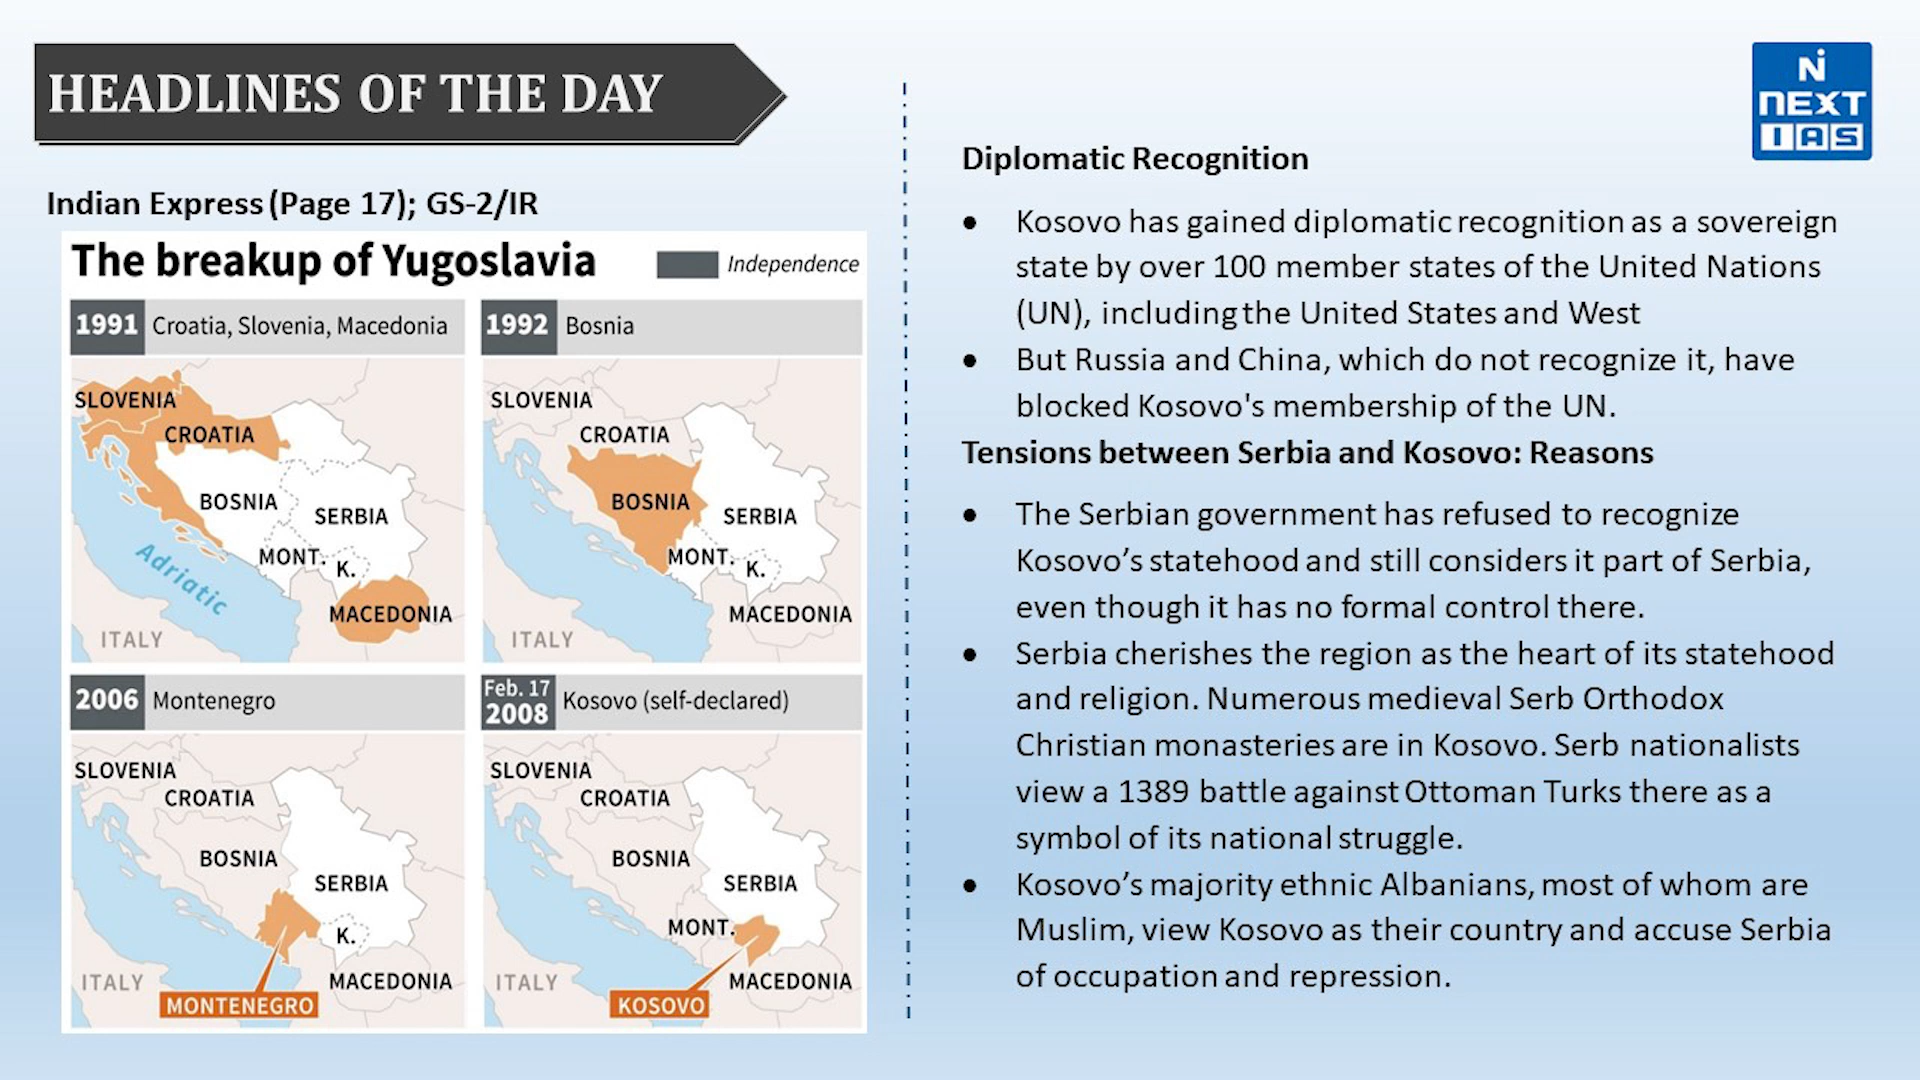 HEADLINES OF THE DAY
N
NEXT
IAS
Indian Express (Page 17); GS-2/IR
The breakup of Yugoslavia
Independence
1991 Croatia, Slovenia, Macedonia
SLOVENIA
CROATIA
BOSNIA
SERBIA
MONT.
K.
Adriatic
MACEDONIA
ITALY
1992 Bosnia
SLOVENIA
CROATIA
BOSNIA
SERBIA
MONT.
K.
MACEDONIA
ITALY
2006 Montenegro
SLOVENIA
CROATIA
BOSNIA
SERBIA
K.
ITALY
MACEDONIA
MONTENEGRO
Feb. 17
2008 Kosovo (self-declared)
SLOVENIA
CROATIA
BOSNIA
SERBIA
MONT.
ITALY
MACEDONIA
KOSOVO
Diplomatic Recognition
• Kosovo has gained diplomatic recognition as a sovereign
state by over 100 member states of the United Nations
(UN), including the United States and West
• But Russia and China, which do not recognize it, have
blocked Kosovo's membership of the UN.
Tensions between Serbia and Kosovo: Reasons
• The Serbian government has refused to recognize
Kosovo’s statehood and still considers it part of Serbia,
even though it has no formal control there.
• Serbia cherishes the region as the heart of its statehood
and religion. Numerous medieval Serb Orthodox
Christian monasteries are in Kosovo. Serb nationalists
view a 1389 battle against Ottoman Turks there as a
symbol of its national struggle.
• Kosovo’s majority ethnic Albanians, most of whom are
Muslim, view Kosovo as their country and accuse Serbia
of occupation and repression.